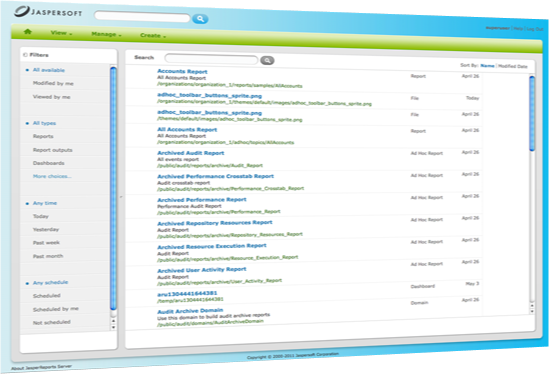 JASPERSOFT
View Manage Create
Filters
All available
Modified by me
Viewed by me
All types
Reports
Report outputs
Dashboards
More choices...
Any time
Today
Yesterday
Past week
Past month
Any schedule
Scheduled
Scheduled by me
Not scheduled
Search
Sort By: Name | Modified Date
Accounts Report Report April 26
All Accounts Report
/organizations/organization_1/reports/samples/AllAccounts
adhoc_toolbar_buttons_sprite.png File Today
/organizations/organization_1/themes/default/images/adhoc_toolbar_buttons_sprite.png
adhoc_toolbar_buttons_sprite.png File April 26
/themes/default/images/adhoc_toolbar_buttons_sprite.png
All Accounts Report Report April 26
All Accounts Report
/organizations/organization_1/adhoc/topics/AllAccounts
Archived Audit Report Ad Hoc Report April 26
All events report
/public/audit/reports/archive/Audit_Report
Archived Performance Crosstab Report Ad Hoc Report April 26
Audit crosstab report
/public/audit/reports/archive/Performance_Crosstab_Report
Archived Performance Report Ad Hoc Report April 26
Performance Audit Report
/public/audit/reports/archive/Performance_Report
Archived Repository Resources Report Ad Hoc Report April 26
Audit Report
/public/audit/reports/archive/Repository_Resources_Report
Archived Resource Execution Report Ad Hoc Report April 26
Audit Report
/public/audit/reports/archive/Resource_Execution_Report
Archived User Activity Report Ad Hoc Report April 26
Audit Report
/public/audit/reports/archive/User_Activity_Report
aru1304441644381 Dashboard May 3
/temp/aru1304441644381
Audit Archive Domain Domain April 26
Use this domain to build audit archive reports
/public/audit/domains/AuditArchiveDomain
About JasperReports Server
Copyright © 2005-2011 Jaspersoft Corporation